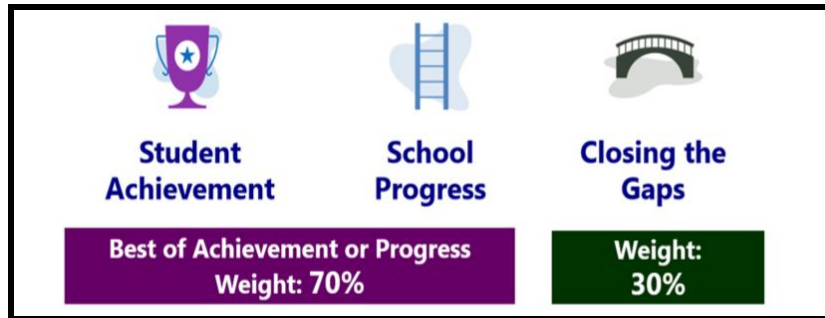 Student
Achievement
School
Progress
Closing the
Gaps
Best of Achievement or Progress
Weight: 70%
Weight:
30%